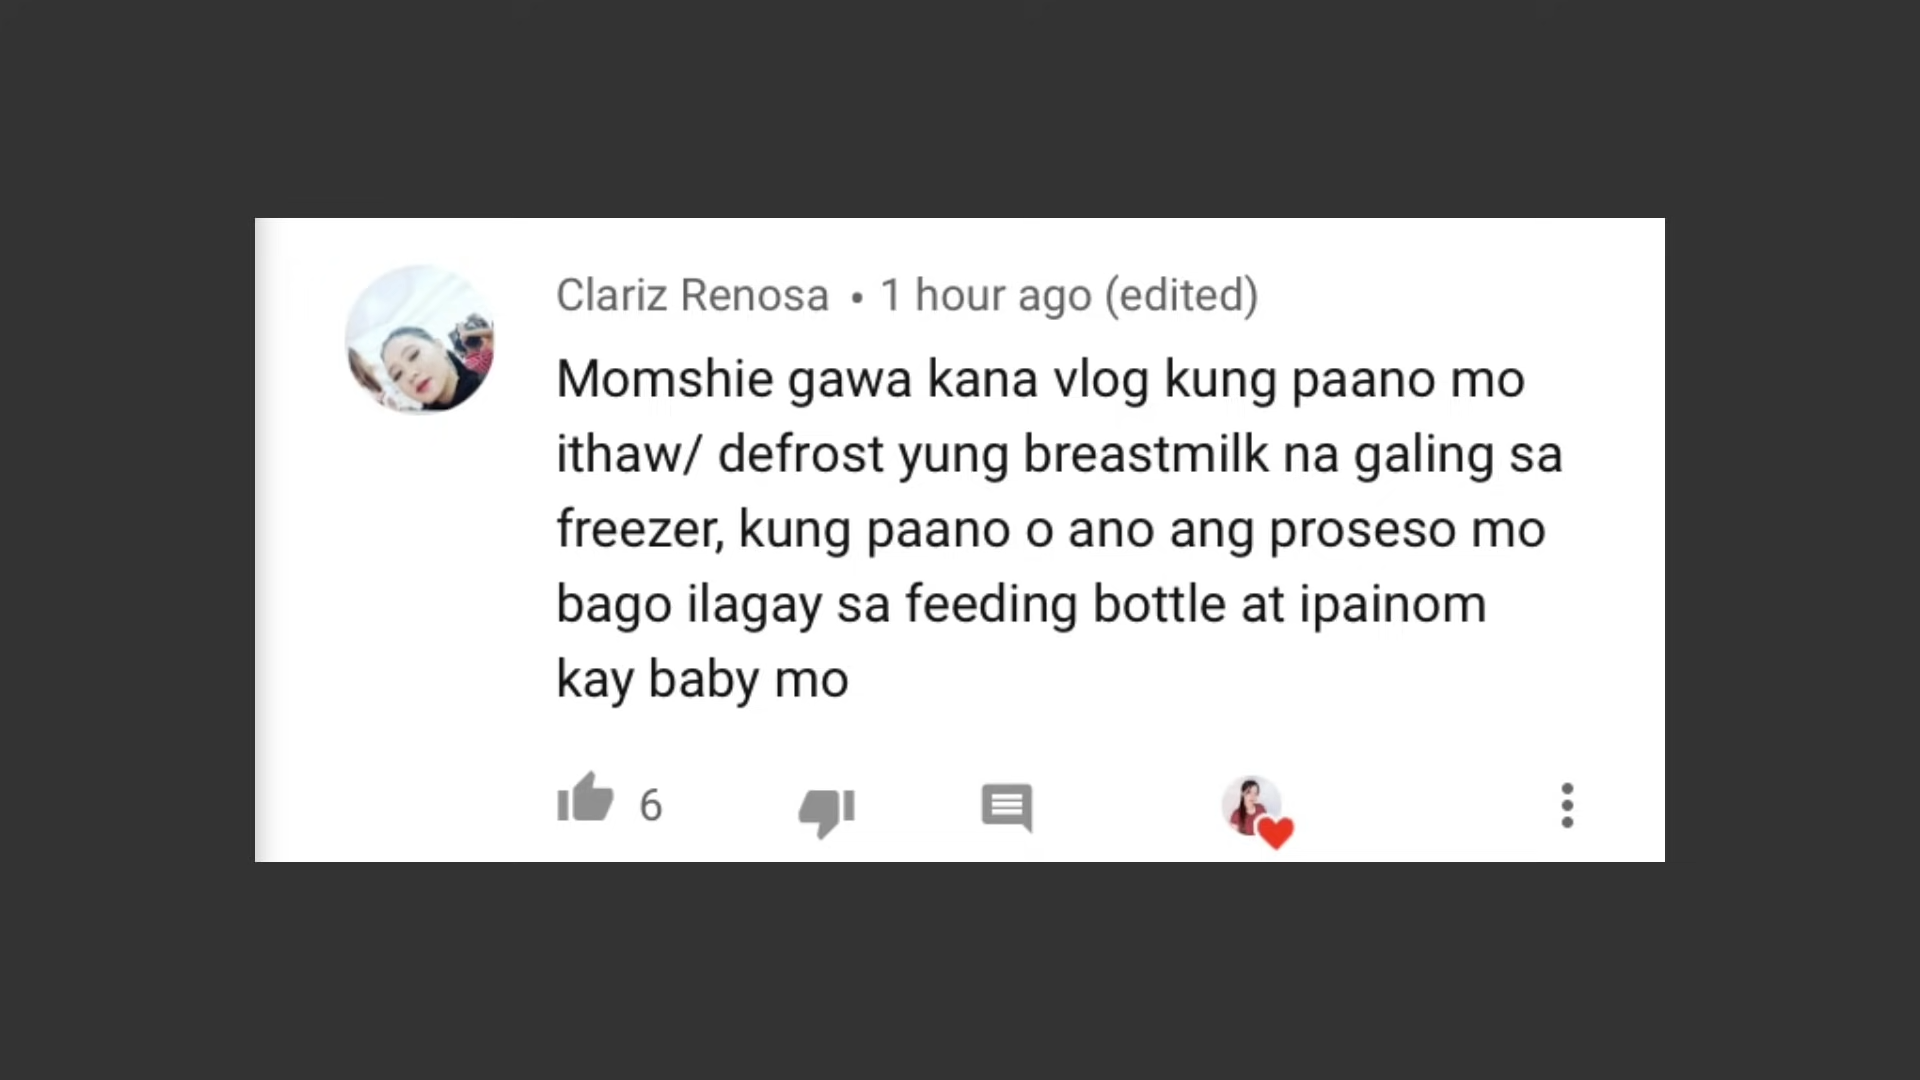 Clariz Renosa • 1 hour ago (edited)
Momshie gawa kana vlog kung paano mo
ithaw/ defrost yung breastmilk na galing sa
freezer, kung paano o ano ang proseso mo
bago ilagay sa feeding bottle at ipainom
kay baby mo
6